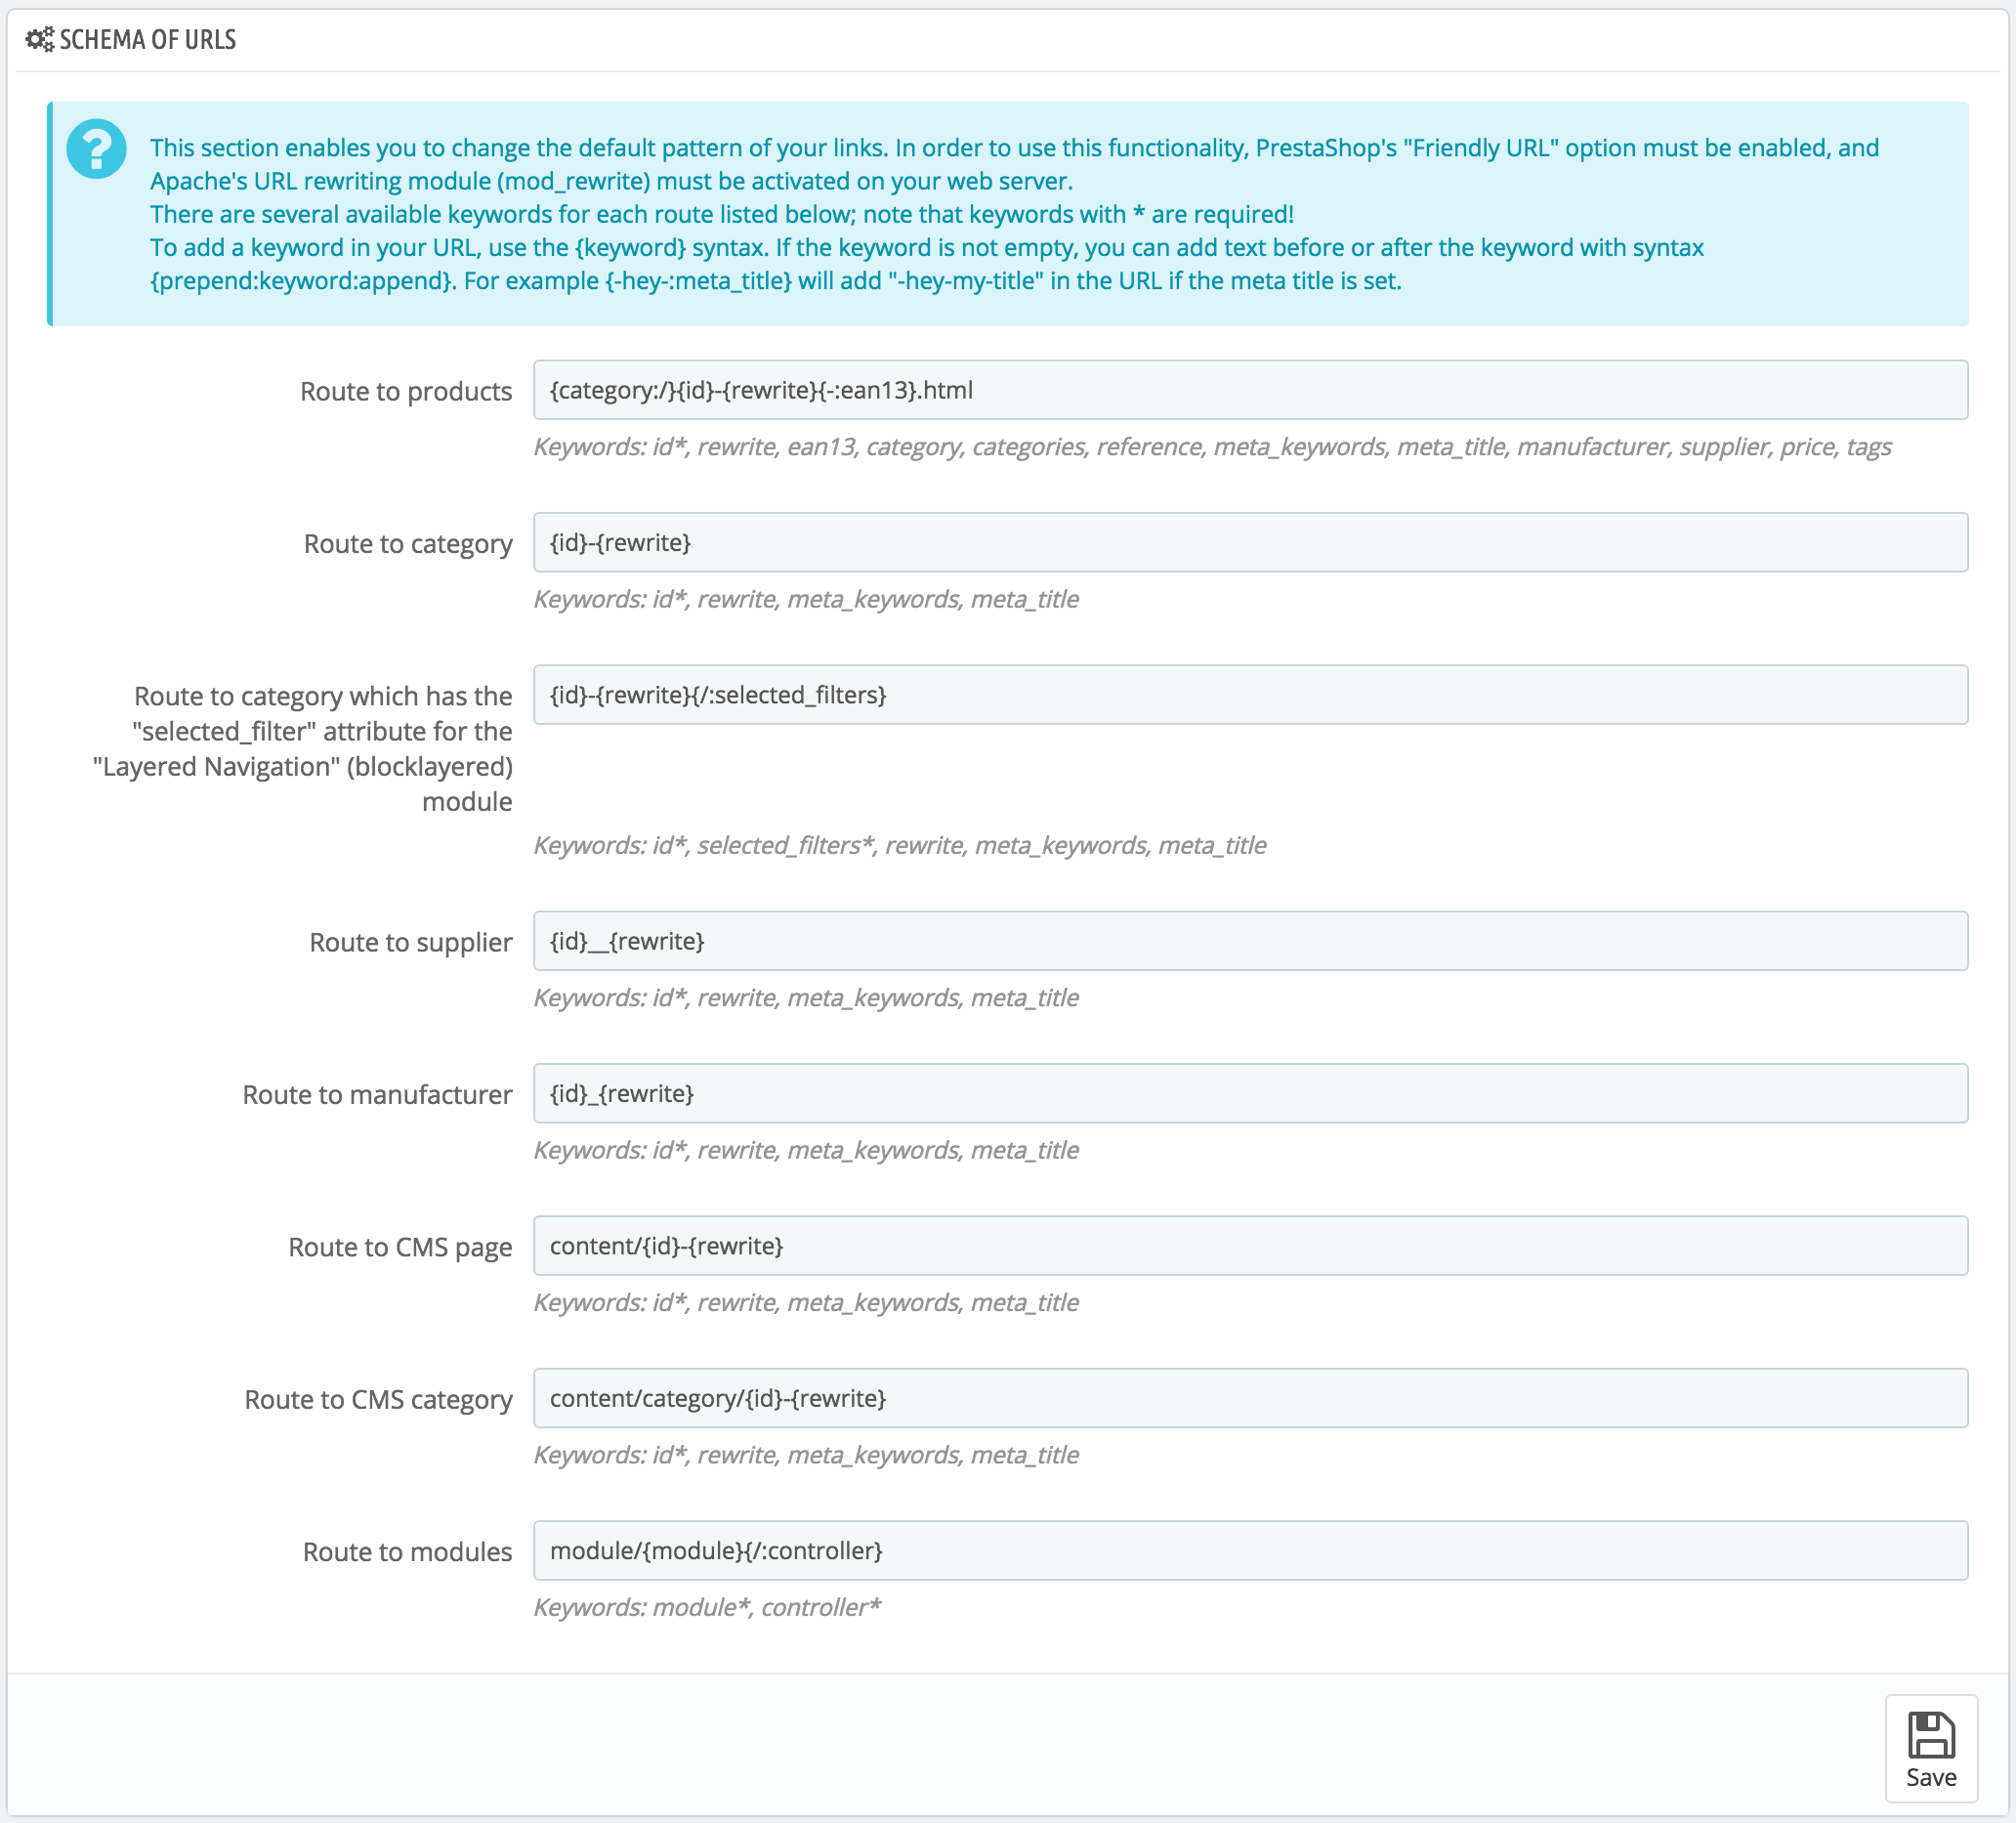 SCHEMA OF URLS
This section enables you to change the default pattern of your links. In order to use this functionality, PrestaShop's "Friendly URL" option must be enabled, and
Apache's URL rewriting module (mod_rewrite) must be activated on your web server.
There are several available keywords for each route listed below; note that keywords with * are required!
To add a keyword in your URL, use the {keyword} syntax. If the keyword is not empty, you can add text before or after the keyword with syntax
{prepend:keyword:append}. For example {-hey-:meta_title} will add "-hey-my-title" in the URL if the meta title is set.
Route to products
{category:/}{id}-{rewrite}{-:ean13}.html
Keywords: id*, rewrite, ean13, category, categories, reference, meta_keywords, meta_title, manufacturer, supplier, price, tags
Route to category
{id}-{rewrite}
Keywords: id*, rewrite, meta_keywords, meta_title
Route to category which has the
"selected_filter" attribute for the
"Layered Navigation" (blocklayered)
module
{id}-{rewrite}{/:selected_filters}
Keywords: id*, selected_filters*, rewrite, meta_keywords, meta_title
Route to supplier
{id}__{rewrite}
Keywords: id*, rewrite, meta_keywords, meta_title
Route to manufacturer
{id}_{rewrite}
Keywords: id*, rewrite, meta_keywords, meta_title
Route to CMS page
content/{id}-{rewrite}
Keywords: id*, rewrite, meta_keywords, meta_title
Route to CMS category
content/category/{id}-{rewrite}
Keywords: id*, rewrite, meta_keywords, meta_title
Route to modules
module/{module}{/:controller}
Keywords: module*, controller*
Save